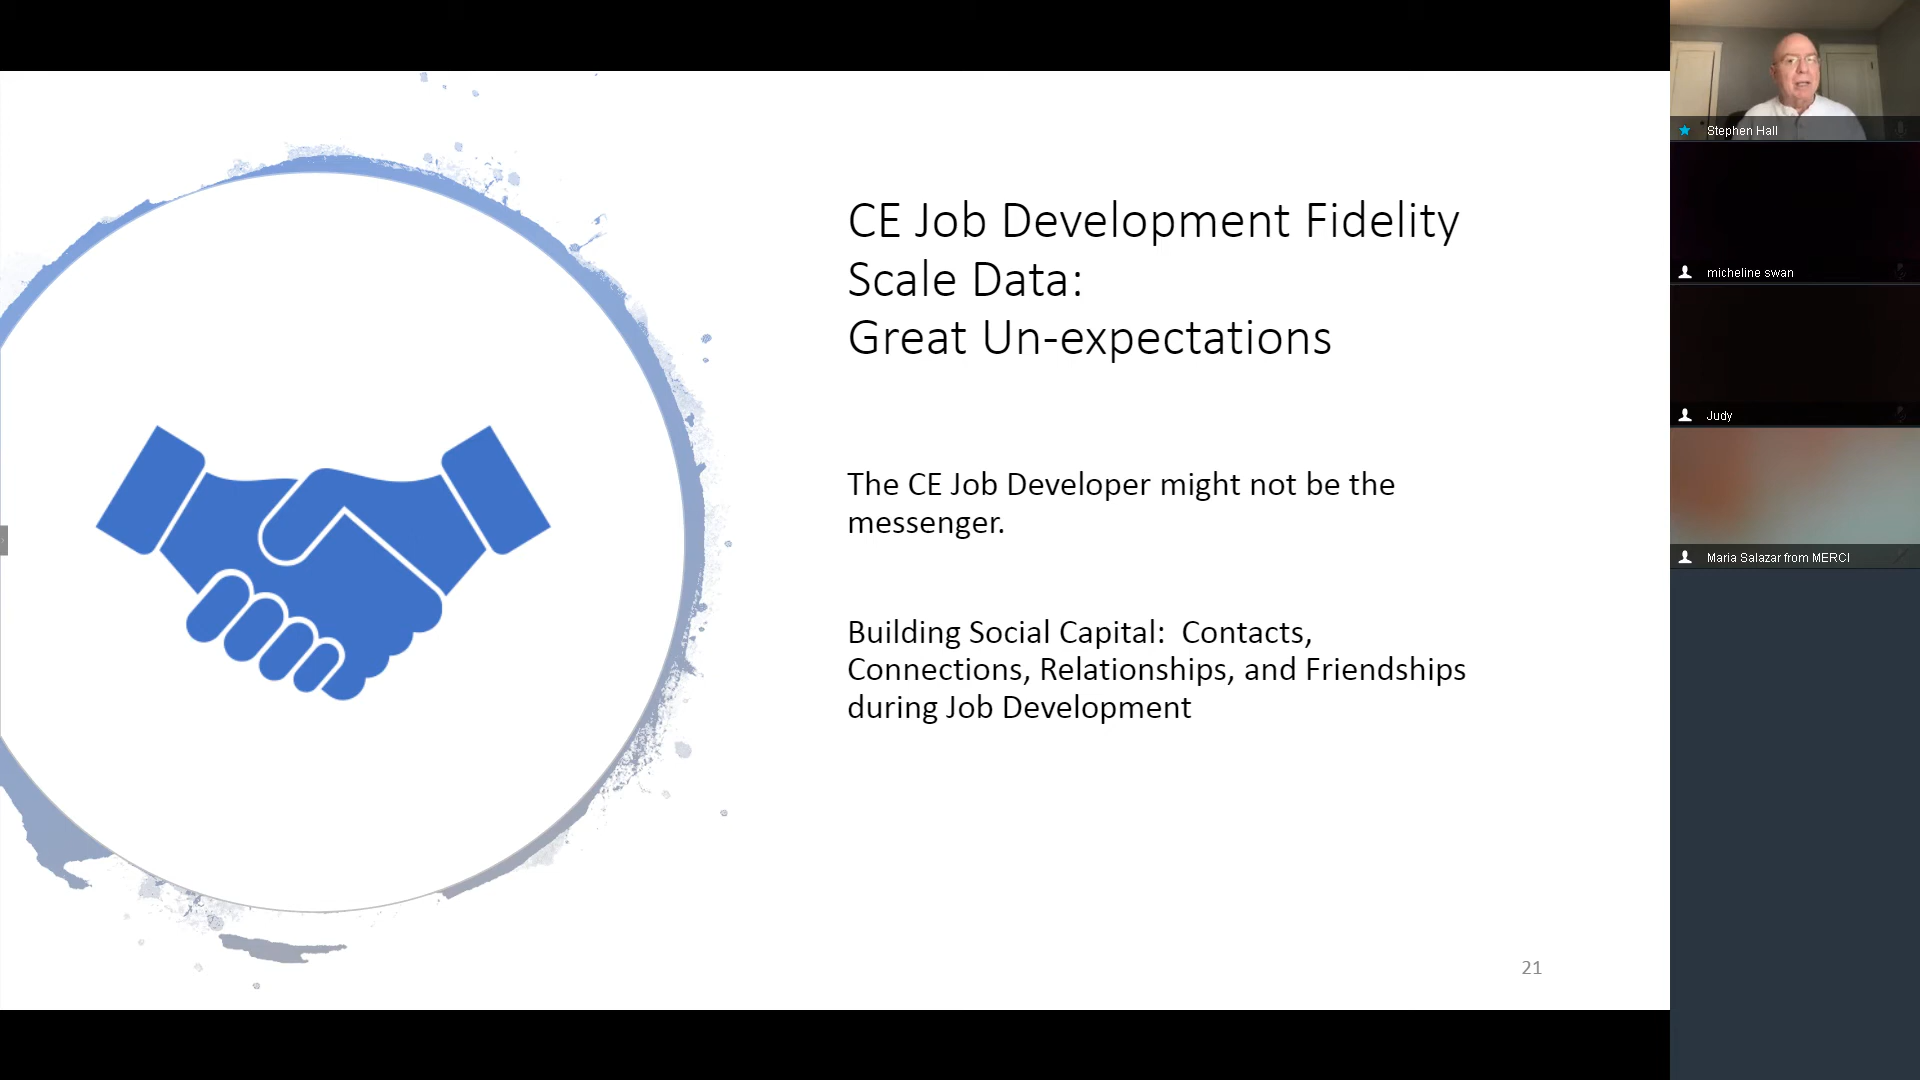 CE Job Development Fidelity
Scale Data:
Great Un-expectations
The CE Job Developer might not be the
messenger.
Building Social Capital:  Contacts,
Connections, Relationships, and Friendships
during Job Development
21
Stephen Hall
micheline swan
Judy
Maria Salazar from MERCI